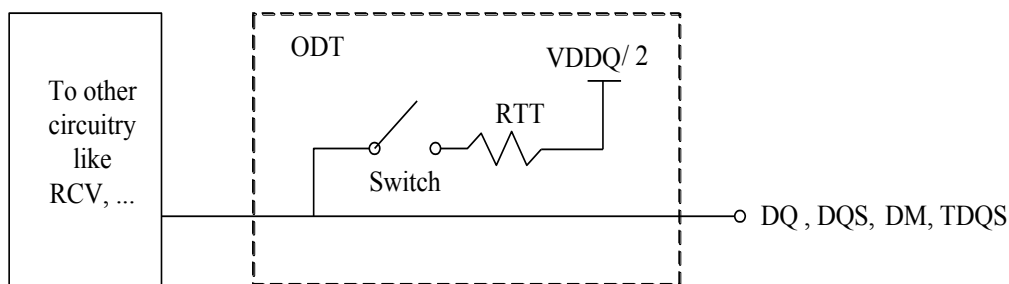 To other
circuitry
like
RCV, ...
ODT
VDDQ/ 2
RTT
Switch
DQ , DQS, DM, TDQS